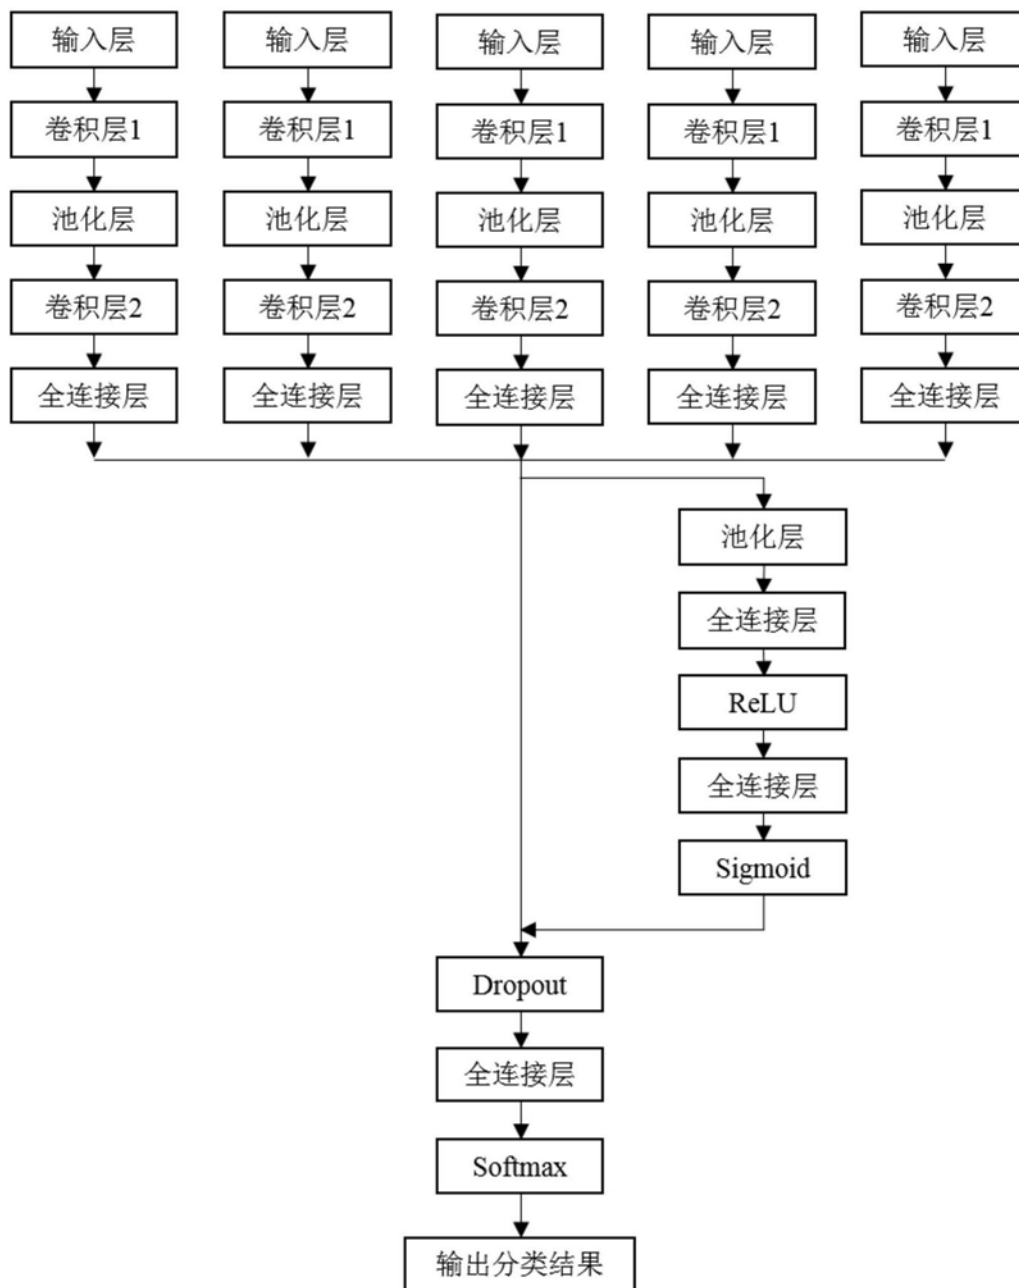 输入层 输入层 输入层 输入层 输入层
卷积层1 卷积层1 卷积层1 卷积层1 卷积层1
池化层 池化层 池化层 池化层 池化层
卷积层2 卷积层2 卷积层2 卷积层2 卷积层2
全连接层 全连接层 全连接层 全连接层 全连接层
池化层
全连接层
ReLU
全连接层
Sigmoid
Dropout
全连接层
Softmax
输出分类结果